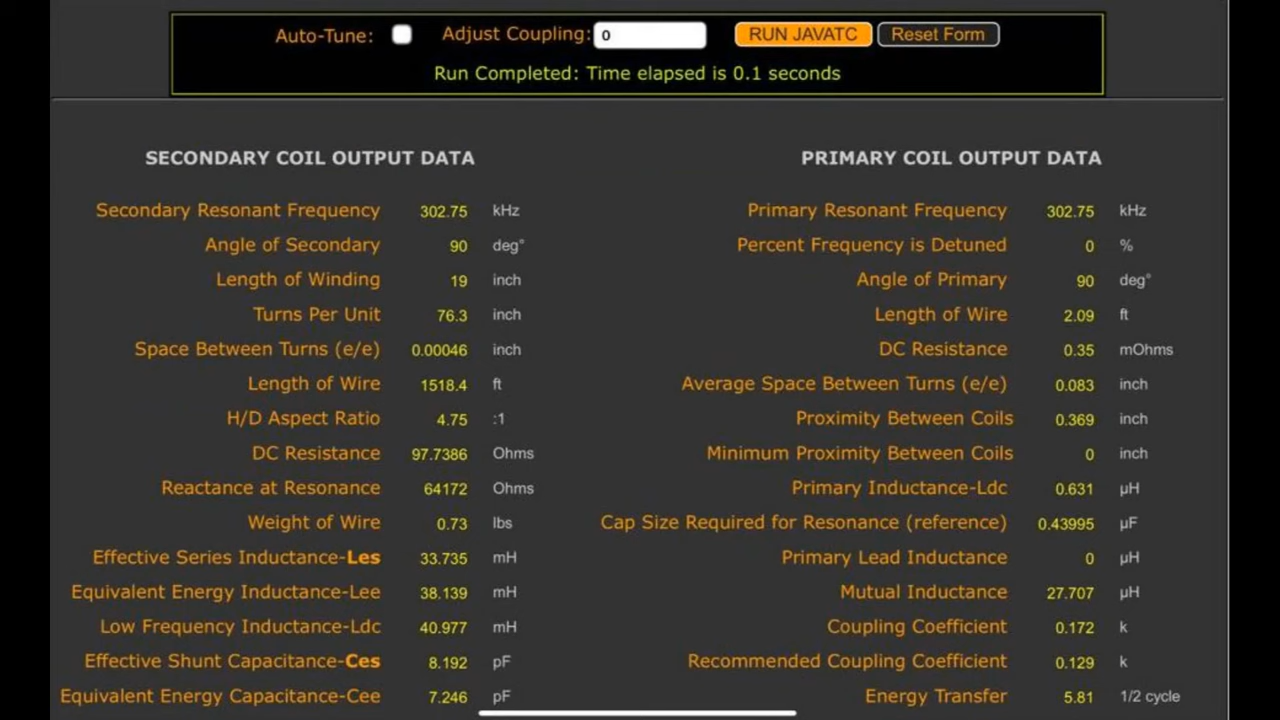 Auto-Tune: Adjust Coupling: 0 RUN JAVATC Reset Form
Run Completed: Time elapsed is 0.1 seconds
SECONDARY COIL OUTPUT DATA
Secondary Resonant Frequency 302.75 kHz
Angle of Secondary 90 deg°
Length of Winding 19 inch
Turns Per Unit 76.3 inch
Space Between Turns (e/e) 0.00046 inch
Length of Wire 1518.4 ft
H/D Aspect Ratio 4.75 :1
DC Resistance 97.7386 Ohms
Reactance at Resonance 64172 Ohms
Weight of Wire 0.73 lbs
Effective Series Inductance-Les 33.735 mH
Equivalent Energy Inductance-Lee 38.139 mH
Low Frequency Inductance-Ldc 40.977 mH
Effective Shunt Capacitance-Ces 8.192 pF
Equivalent Energy Capacitance-Cee 7.246 pF
PRIMARY COIL OUTPUT DATA
Primary Resonant Frequency 302.75 kHz
Percent Frequency is Detuned 0 %
Angle of Primary 90 deg°
Length of Wire 2.09 ft
DC Resistance 0.35 mOhms
Average Space Between Turns (e/e) 0.083 inch
Proximity Between Coils 0.369 inch
Minimum Proximity Between Coils 0 inch
Primary Inductance-Ldc 0.631 µH
Cap Size Required for Resonance (reference) 0.43995 µF
Primary Lead Inductance 0 µH
Mutual Inductance 27.707 µH
Coupling Coefficient 0.172 k
Recommended Coupling Coefficient 0.129 k
Energy Transfer 5.81 1/2 cycle